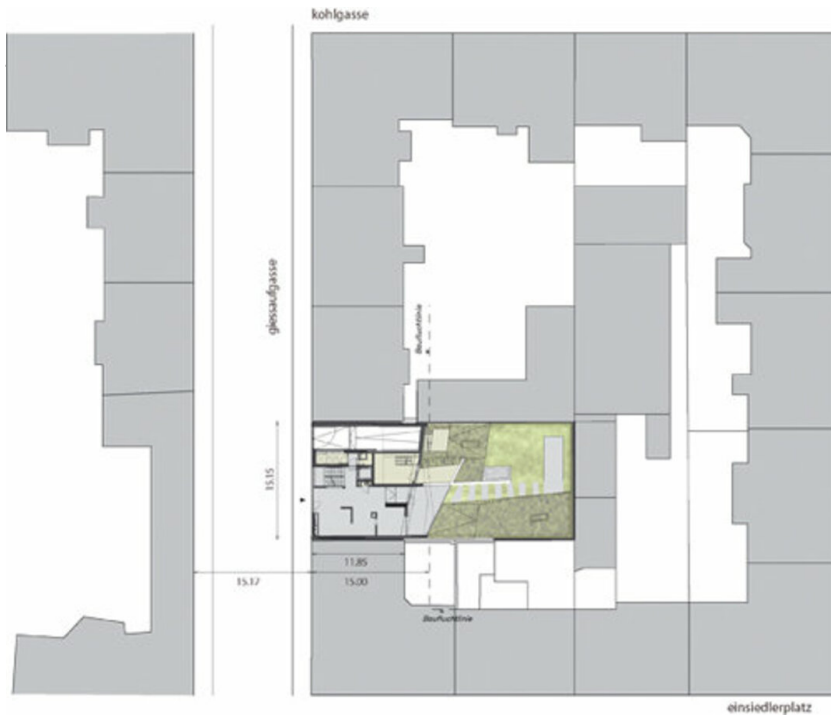 kohlgasse
giessaufgasse
Baufluchtlinie
15.15
11.85
15.17
15.00
Baufluchtlinie
einsiedlerplatz